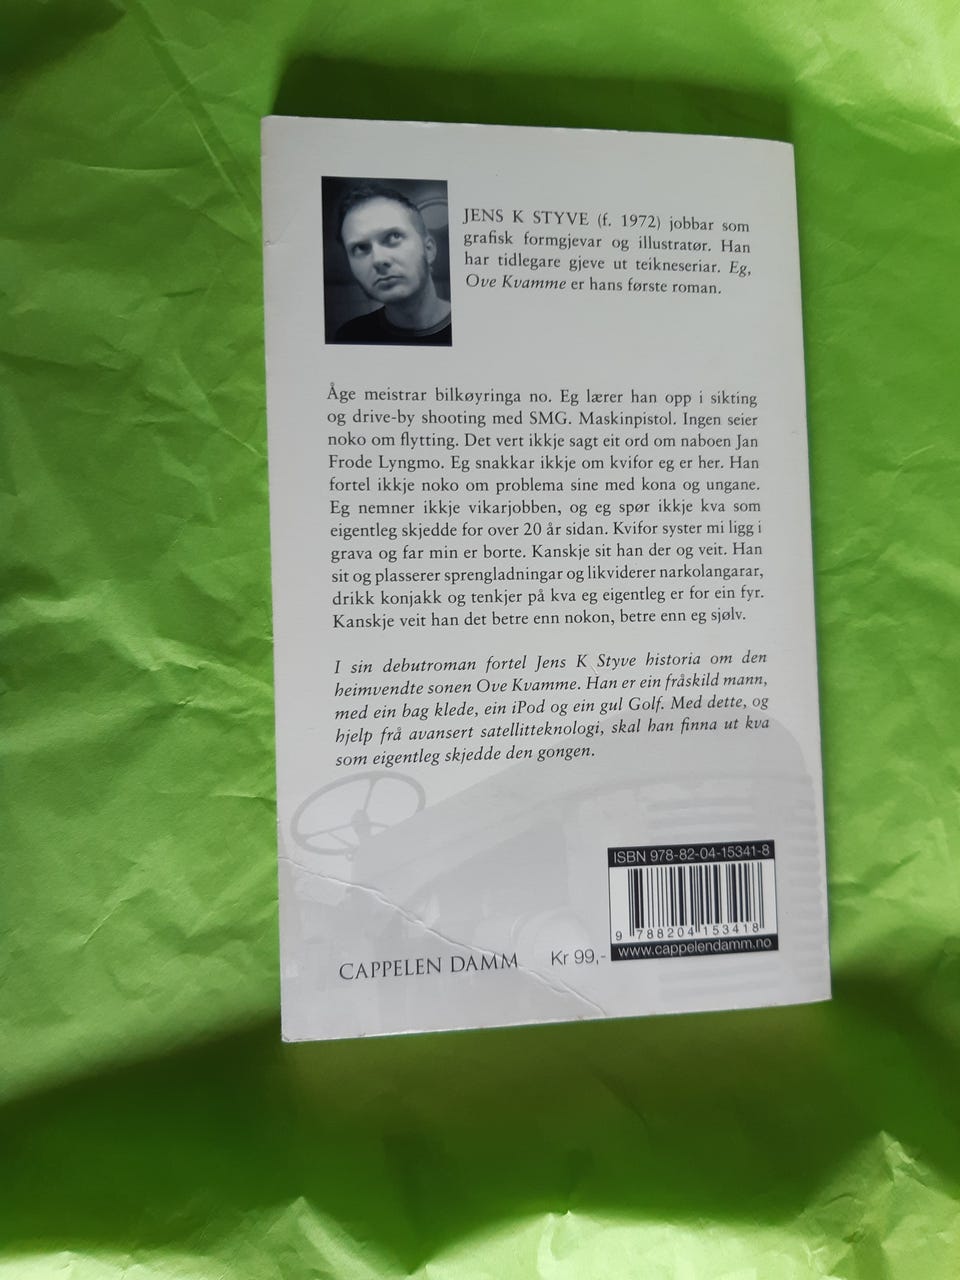 JENS K STYVE (f. 1972) jobbar som
grafisk formgjevar og illustratør. Han
har tidlegare gjeve ut teikneseriar. Eg,
Ove Kvamme er hans første roman.
Åge meistrar bilkøyringa no. Eg lærer han opp i sikting
og drive-by shooting med SMG. Maskinpistol. Ingen seier
noko om flytting. Det vert ikkje sagt eit ord om naboen Jan
Frode Lyngmo. Eg snakkar ikkje om kvifor eg er her. Han
fortel ikkje noko om problema sine med kona og ungane.
Eg nemner ikkje vikarjobben, og eg spør ikkje kva som
eigentleg skjedde for over 20 år sidan. Kvifor syster mi ligg i
grava og far min er borte. Kanskje sit han der og veit. Han
sit og plasserer sprengladningar og likviderer narkolangarar,
drikk konjakk og tenkjer på kva eg eigentleg er for ein fyr.
Kanskje veit han det betre enn nokon, betre enn eg sjølv.
I sin debutroman fortel Jens K Styve historia om den
heimvendte sonen Ove Kvamme. Han er ein fråskild mann,
med ein bag klede, ein iPod og ein gul Golf. Med dette, og
hjelp frå avansert satellitteknologi, skal han finna ut kva
som eigentleg skjedde den gongen.
ISBN 978-82-04-15341-8
9 788204 153418
www.cappelendamm.no
CAPPELEN DAMM Kr 99,-